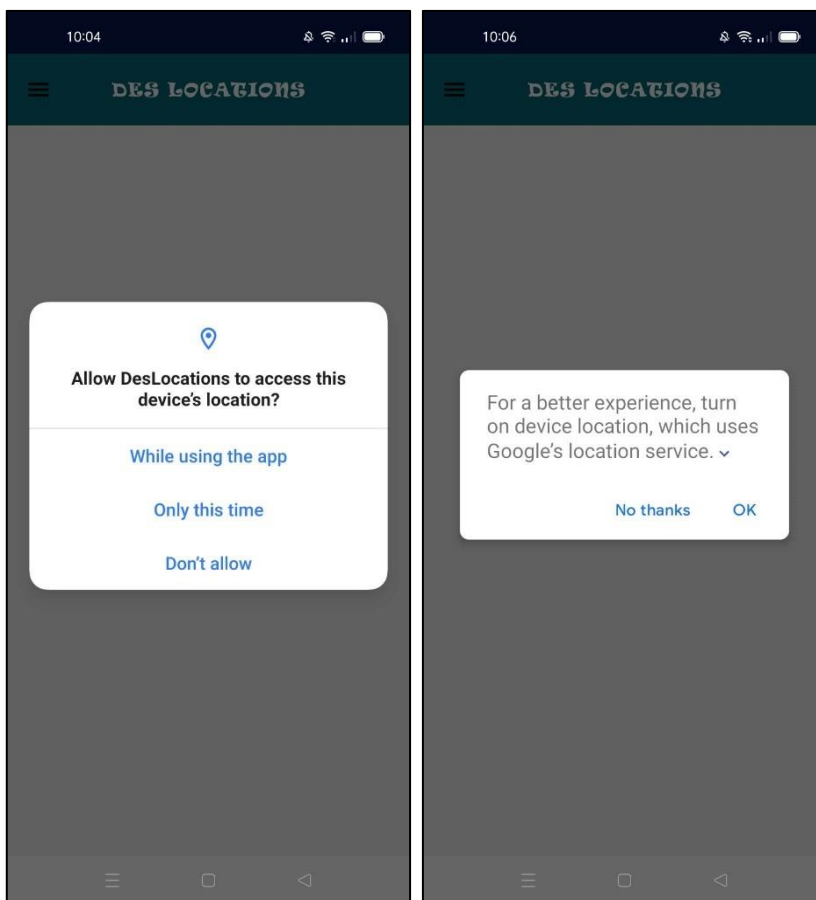 10:04
DES LOCATIONS
Allow DesLocations to access this
device's location?
While using the app
Only this time
Don't allow
10:06
DES LOCATIONS
For a better experience, turn
on device location, which uses
Google's location service.
No thanks OK